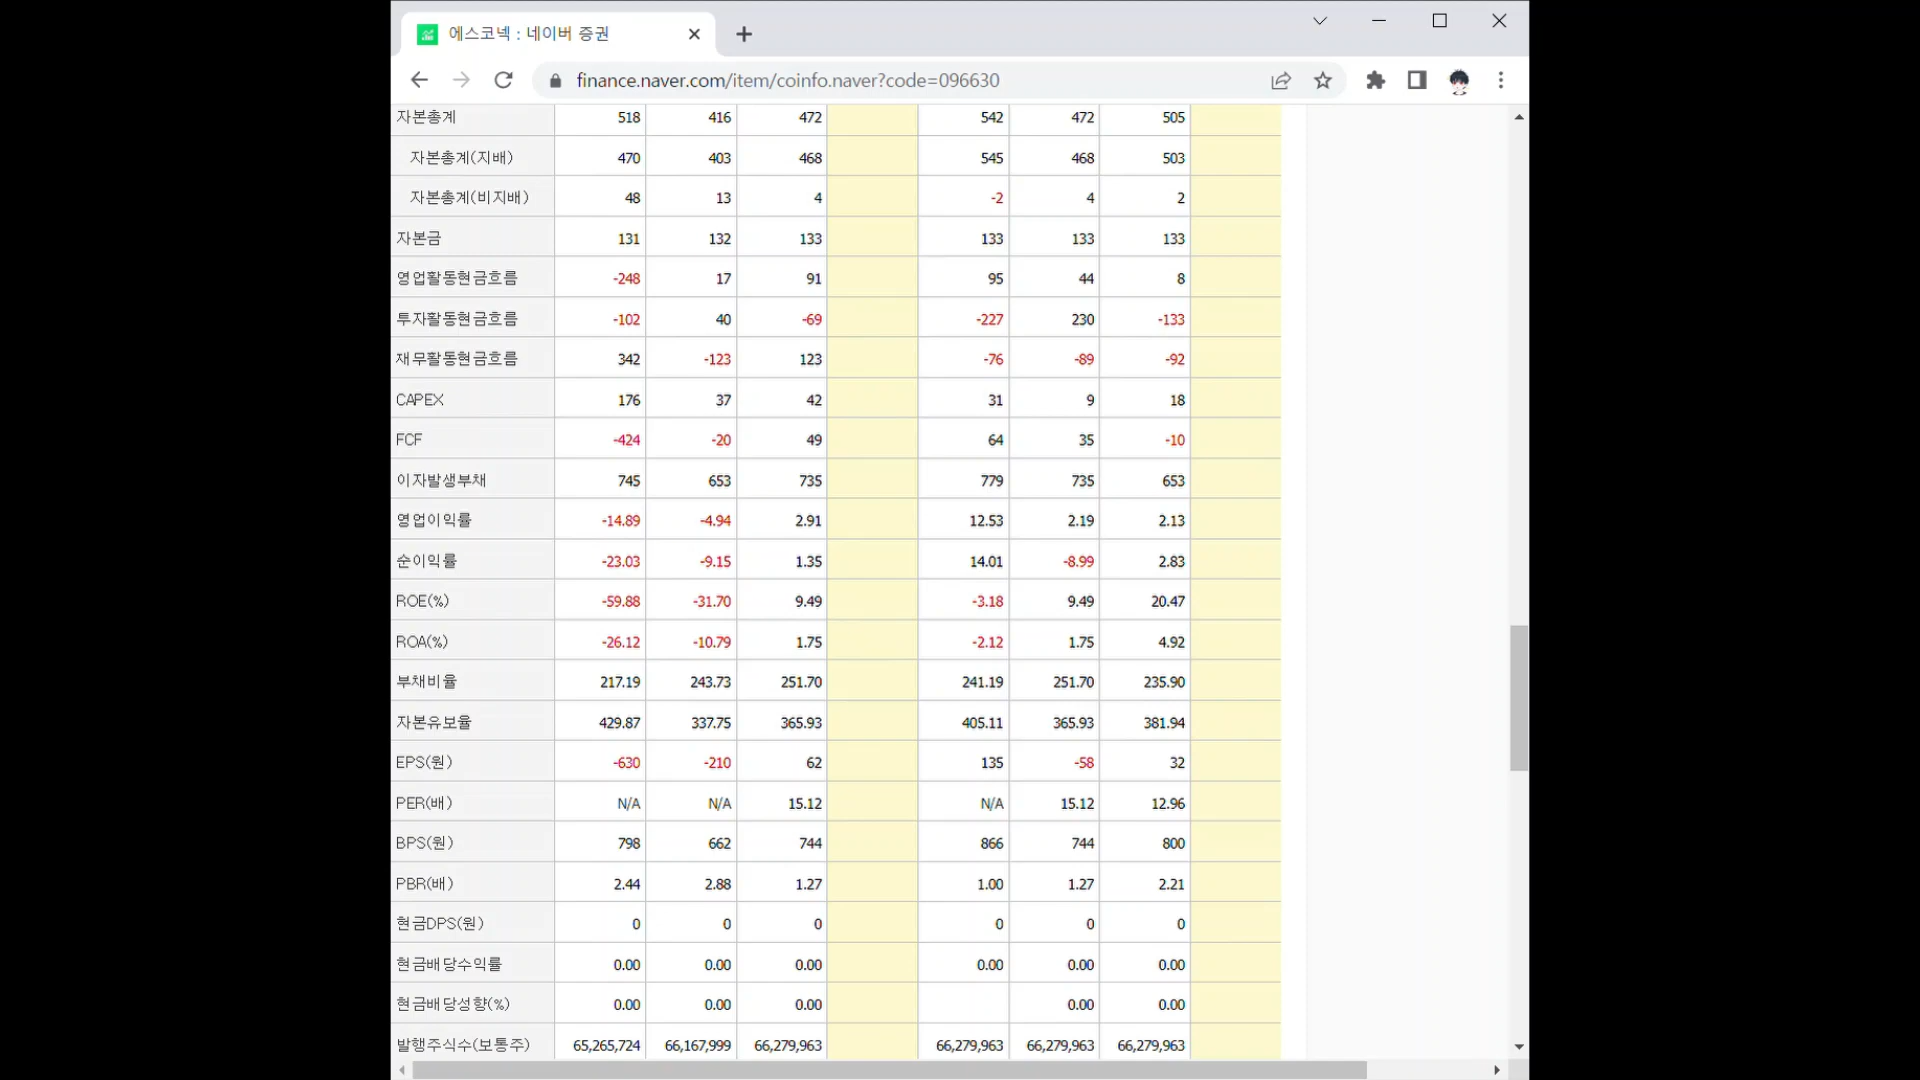 에스코넥 : 네이버 증권
finance.naver.com/item/coinfo.naver?code=096630
자본총계 518 416 472 542 472 505
자본총계(지배) 470 403 468 545 468 503
자본총계(비지배) 48 13 4 -2 4 2
자본금 131 132 133 133 133 133
영업활동현금흐름 -248 17 91 95 44 8
투자활동현금흐름 -102 40 -69 -227 230 -133
재무활동현금흐름 342 -123 123 -76 -89 -92
CAPEX 176 37 42 31 9 18
FCF -424 -20 49 64 35 -10
이자발생부채 745 653 735 779 735 653
영업이익률 -14.89 -4.94 2.91 12.53 2.19 2.13
순이익률 -23.03 -9.15 1.35 14.01 -8.99 2.83
ROE(%) -59.88 -31.70 9.49 -3.18 9.49 20.47
ROA(%) -26.12 -10.79 1.75 -2.12 1.75 4.92
부채비율 217.19 243.73 251.70 241.19 251.70 235.90
자본유보율 429.87 337.75 365.93 405.11 365.93 381.94
EPS(원) -630 -210 62 135 -58 32
PER(배) N/A N/A 15.12 N/A 15.12 12.96
BPS(원) 798 662 744 866 744 800
PBR(배) 2.44 2.88 1.27 1.00 1.27 2.21
현금DPS(원) 0 0 0 0 0 0
현금배당수익률 0.00 0.00 0.00 0.00 0.00 0.00
현금배당성향(%) 0.00 0.00 0.00 0.00 0.00
발행주식수(보통주) 65,265,724 66,167,999 66,279,963 66,279,963 66,279,963 66,279,963